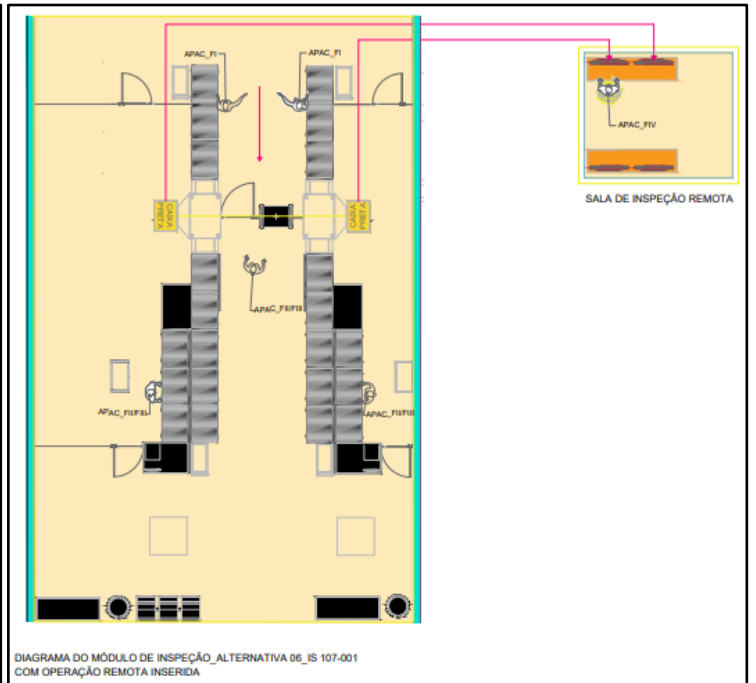 APAC_FI
APAC_FI
APAC_FIV
SALA DE INSPEÇÃO REMOTA
CAIXA
PRETA
CAIXA
PRETA
APAC_FII/FIII
APAC_FII/FIII
APAC_FII/FIII
DIAGRAMA DO MÓDULO DE INSPEÇÃO_ALTERNATIVA 06_IS 107-001
COM OPERAÇÃO REMOTA INSERIDA